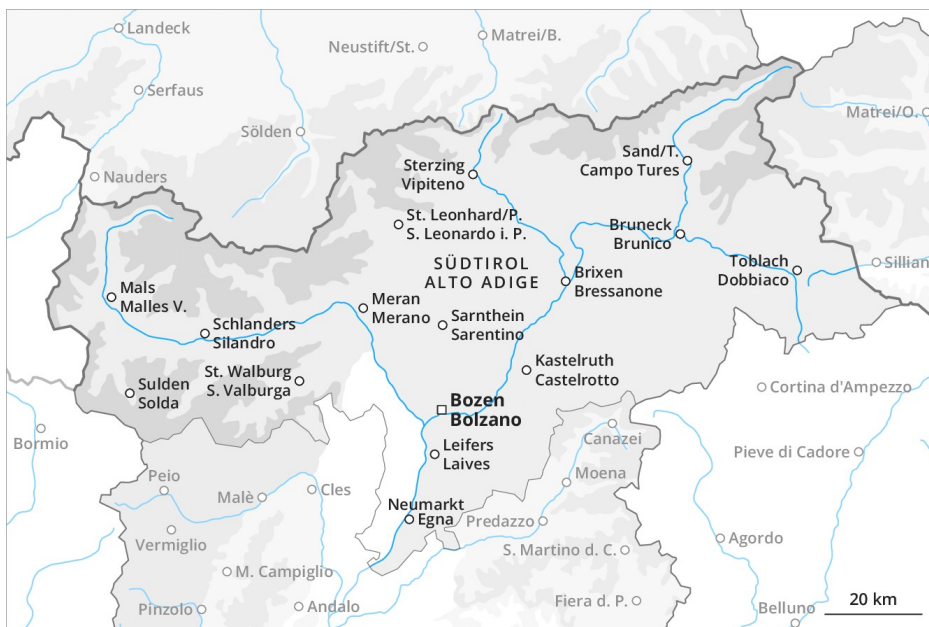 Landeck
Neustift/St.
Matrei/B.
Serfaus
Matrei/O.
Sölden
Nauders
Sterzing
Vipiteno
Sand/T.
Campo Tures
St. Leonhard/P.
S. Leonardo i. P.
Bruneck
Brunico
SÜDTIROL
ALTO ADIGE
Toblach
Dobbiaco
Sillian
Brixen
Bressanone
Mals
Malles V.
Meran
Merano
Schlanders
Silandro
Sarnthein
Sarentino
St. Walburg
S. Valburga
Kastelruth
Castelrotto
Sulden
Solda
Cortina d'Ampezzo
Bozen
Bolzano
Bormio
Canazei
Leifers
Laives
Pieve di Cadore
Peio
Moena
Malè
Cles
Neumarkt
Egna
Predazzo
Vermiglio
Agordo
S. Martino d. C.
M. Campiglio
Pinzolo
Andalo
Fiera d. P.
Belluno
20 km